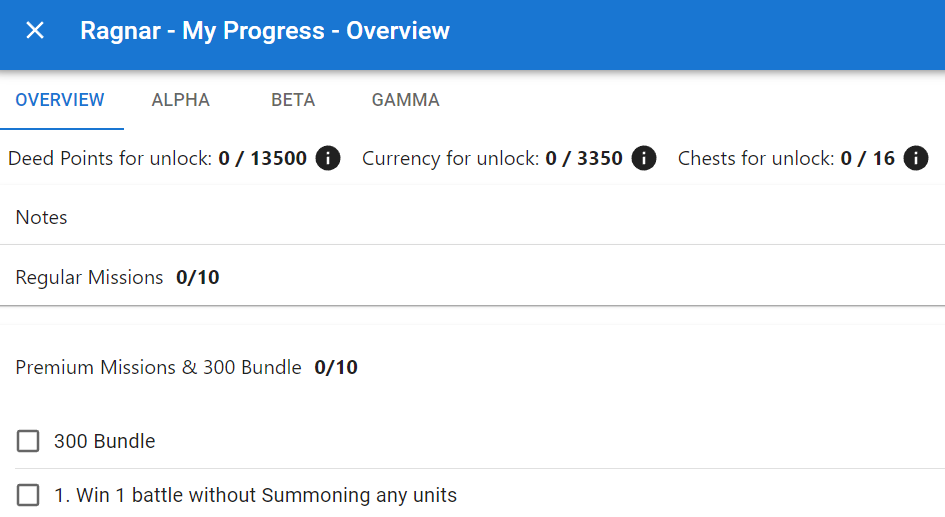 Ragnar - My Progress - Overview
OVERVIEW ALPHA BETA GAMMA
Deed Points for unlock: 0 / 13500 Currency for unlock: 0 / 3350 Chests for unlock: 0 / 16
Notes
Regular Missions 0/10
Premium Missions & 300 Bundle 0/10
300 Bundle
1. Win 1 battle without Summoning any units